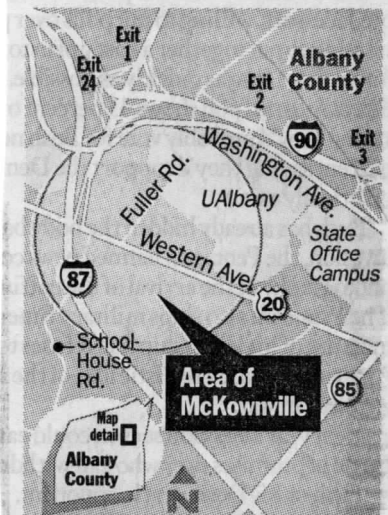 Exit
1
Exit
24
Albany
County
Exit
2
90
Exit
3
Washington Ave.
Fuller Rd.
UAlbany
State
Office
Campus
Western Ave.
87
20
School-
House
Rd.
Area of
McKownville
85
Map
detail
Albany
County
N